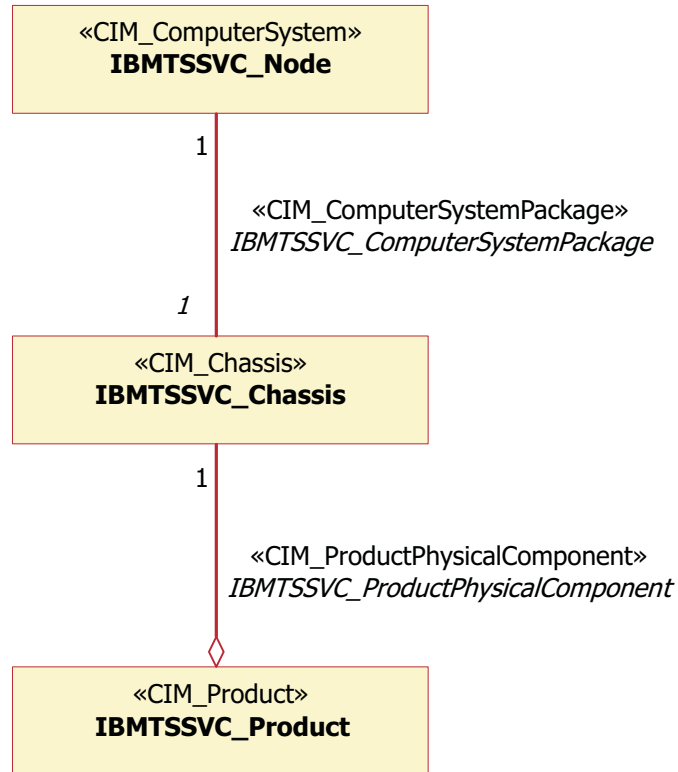 «CIM_ComputerSystem»
IBMTSSVC_Node
1
«CIM_ComputerSystemPackage»
IBMTSSVC_ComputerSystemPackage
1
«CIM_Chassis»
IBMTSSVC_Chassis
1
«CIM_ProductPhysicalComponent»
IBMTSSVC_ProductPhysicalComponent
«CIM_Product»
IBMTSSVC_Product